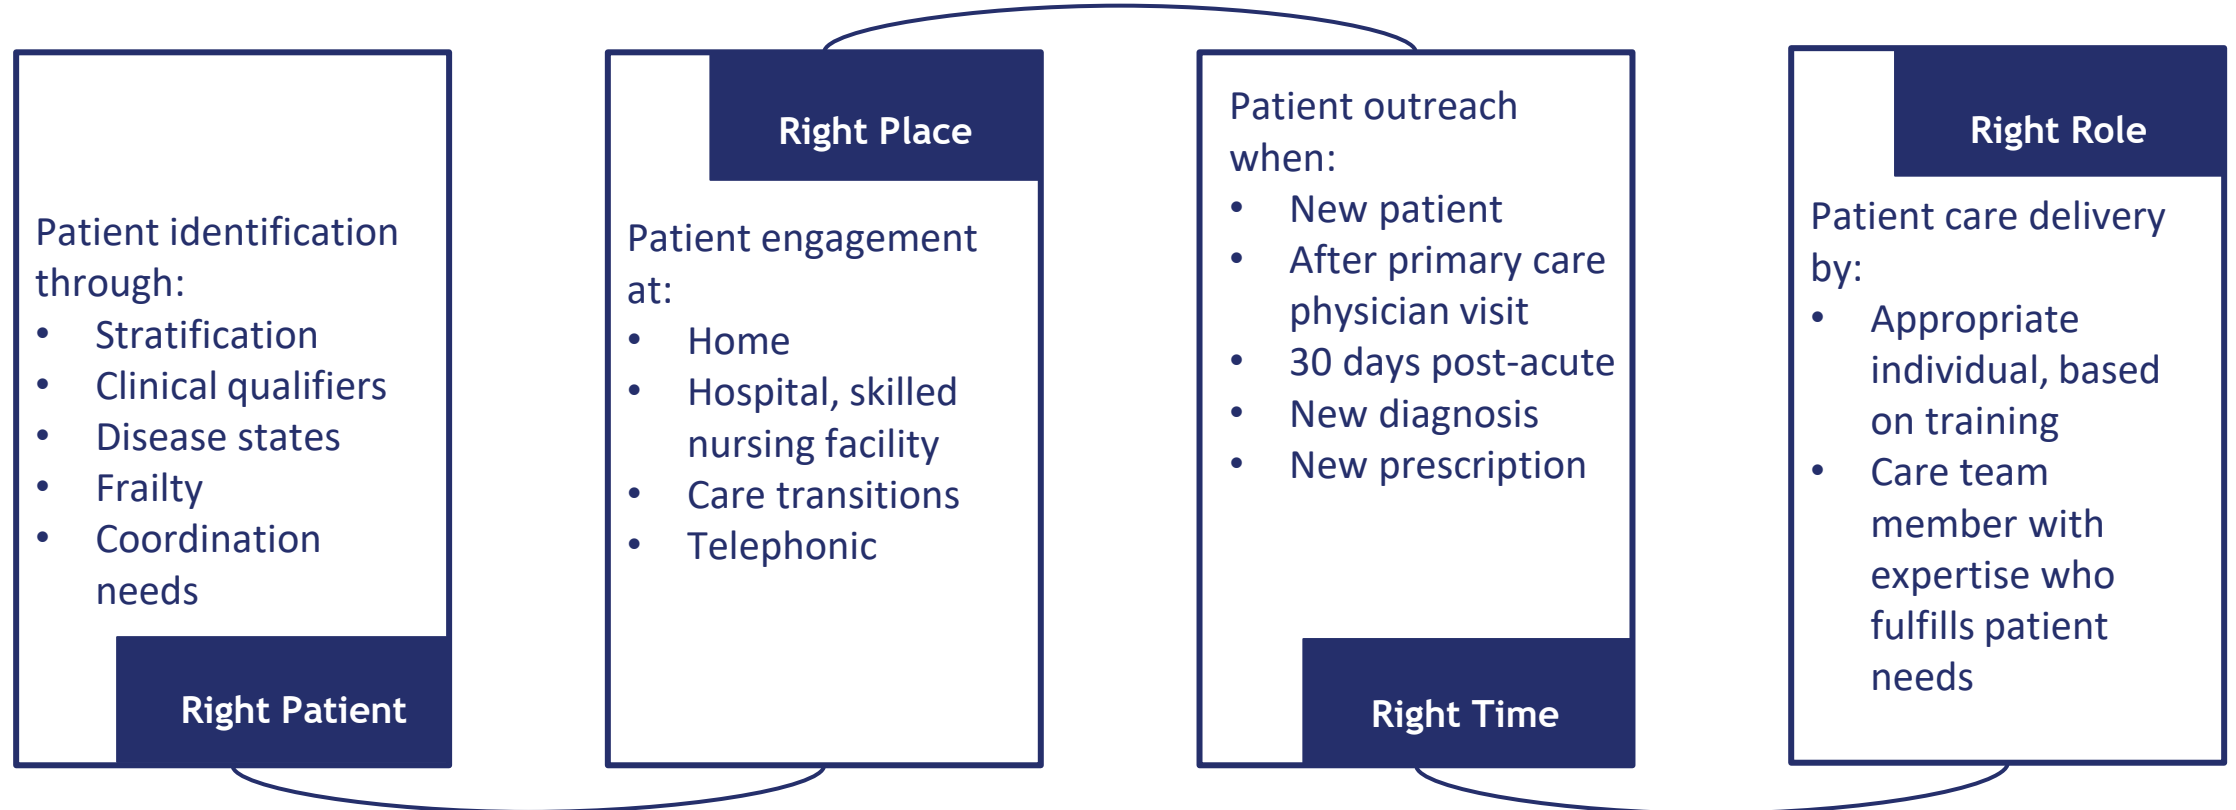 Patient identification
through:
• Stratification
• Clinical qualifiers
• Disease states
• Frailty
• Coordination
needs
Right Patient
Right Place
Patient engagement
at:
• Home
• Hospital, skilled
nursing facility
• Care transitions
• Telephonic
Patient outreach
when:
• New patient
• After primary care
physician visit
• 30 days post-acute
• New diagnosis
• New prescription
Right Time
Right Role
Patient care delivery
by:
• Appropriate
individual, based
on training
• Care team
member with
expertise who
fulfills patient
needs